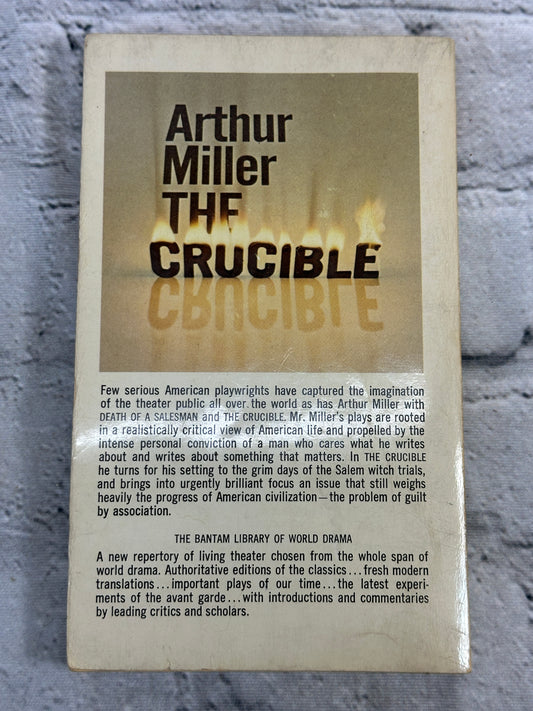 Arthur
Miller
THE
CRUCIBLE
Few serious American playwrights have captured the imagination
of the theater public all over the world as has Arthur Miller with
DEATH OF A SALESMAN and THE CRUCIBLE. Mr. Miller's plays are rooted
in a realistically critical view of American life and propelled by the
intense personal conviction of a man who cares what he writes
about and writes about something that matters. In THE CRUCIBLE
he turns for his setting to the grim days of the Salem witch trials,
and brings into urgently brilliant focus an issue that still weighs
heavily the progress of American civilization—the problem of guilt
by association.
THE BANTAM LIBRARY OF WORLD DRAMA
A new repertory of living theater chosen from the whole span of
world drama. Authoritative editions of the classics...fresh modern
translations...important plays of our time...the latest experi-
ments of the avant garde...with introductions and commentaries
by leading critics and scholars.